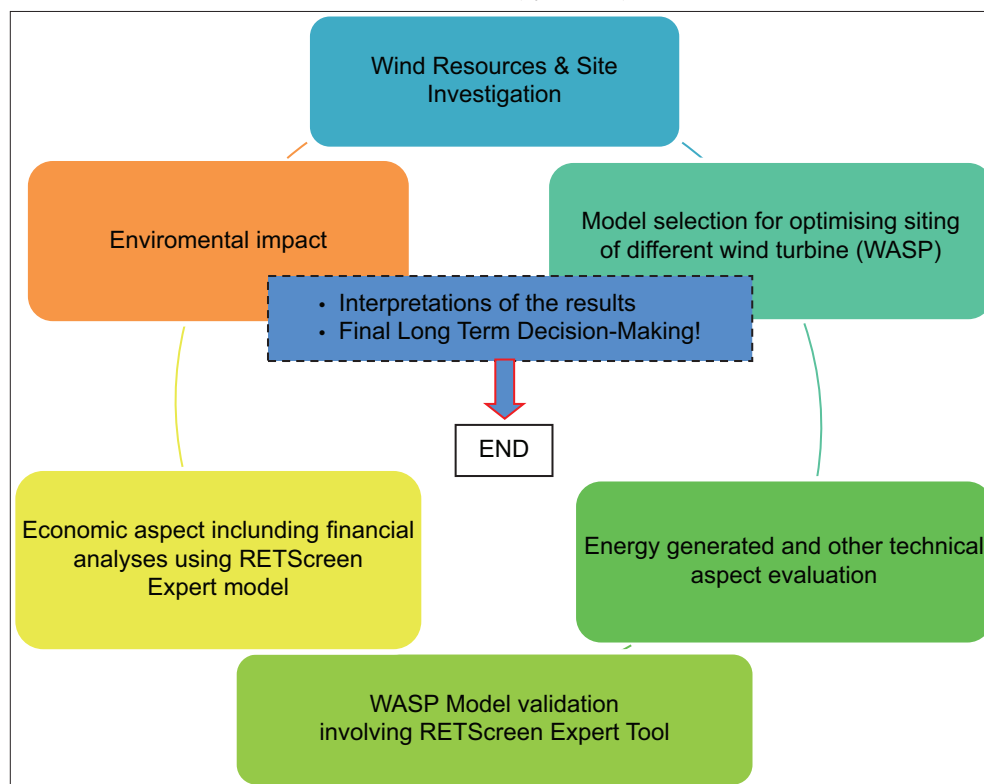 Wind Resources & Site
Investigation
Enviromental impact
Model selection for optimising siting
of different wind turbine (WASP)
• Interpretations of the results
• Final Long Term Decision-Making!
END
Economic aspect inclunding financial
analyses using RETScreen
Expert model
Energy generated and other technical
aspect evaluation
WASP Model validation
involving RETScreen Expert Tool